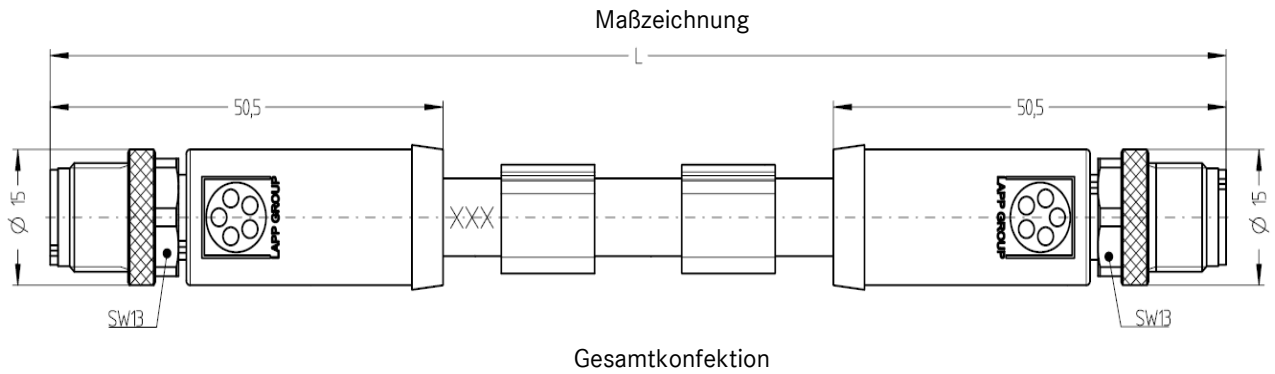 Maßzeichnung
L
50,5
50,5
Ø 15
LAPP GROUP
XXX
LAPP GROUP
Ø 15
SW13
SW13
Gesamtkonfektion